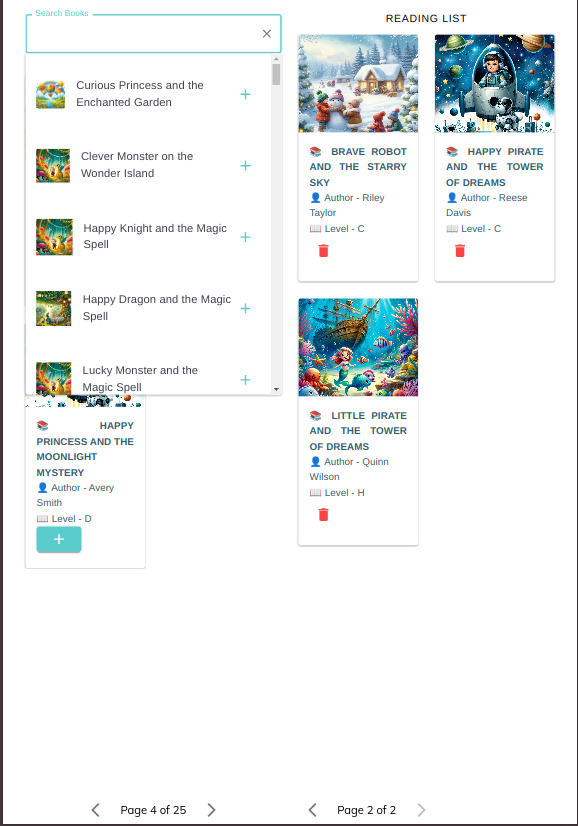 Search Books
Curious Princess and the
Enchanted Garden
Clever Monster on the
Wonder Island
Happy Knight and the Magic
Spell
Happy Dragon and the Magic
Spell
Lucky Monster and the
Magic Spell
HAPPY
PRINCESS AND THE
MOONLIGHT
MYSTERY
Author - Avery
Smith
Level - D
+
Page 4 of 25
READING LIST
BRAVE ROBOT
AND THE STARRY
SKY
Author - Riley
Taylor
Level - C
HAPPY PIRATE
AND THE TOWER
OF DREAMS
Author - Reese
Davis
Level - C
LITTLE PIRATE
AND THE TOWER
OF DREAMS
Author - Quinn
Wilson
Level - H
Page 2 of 2